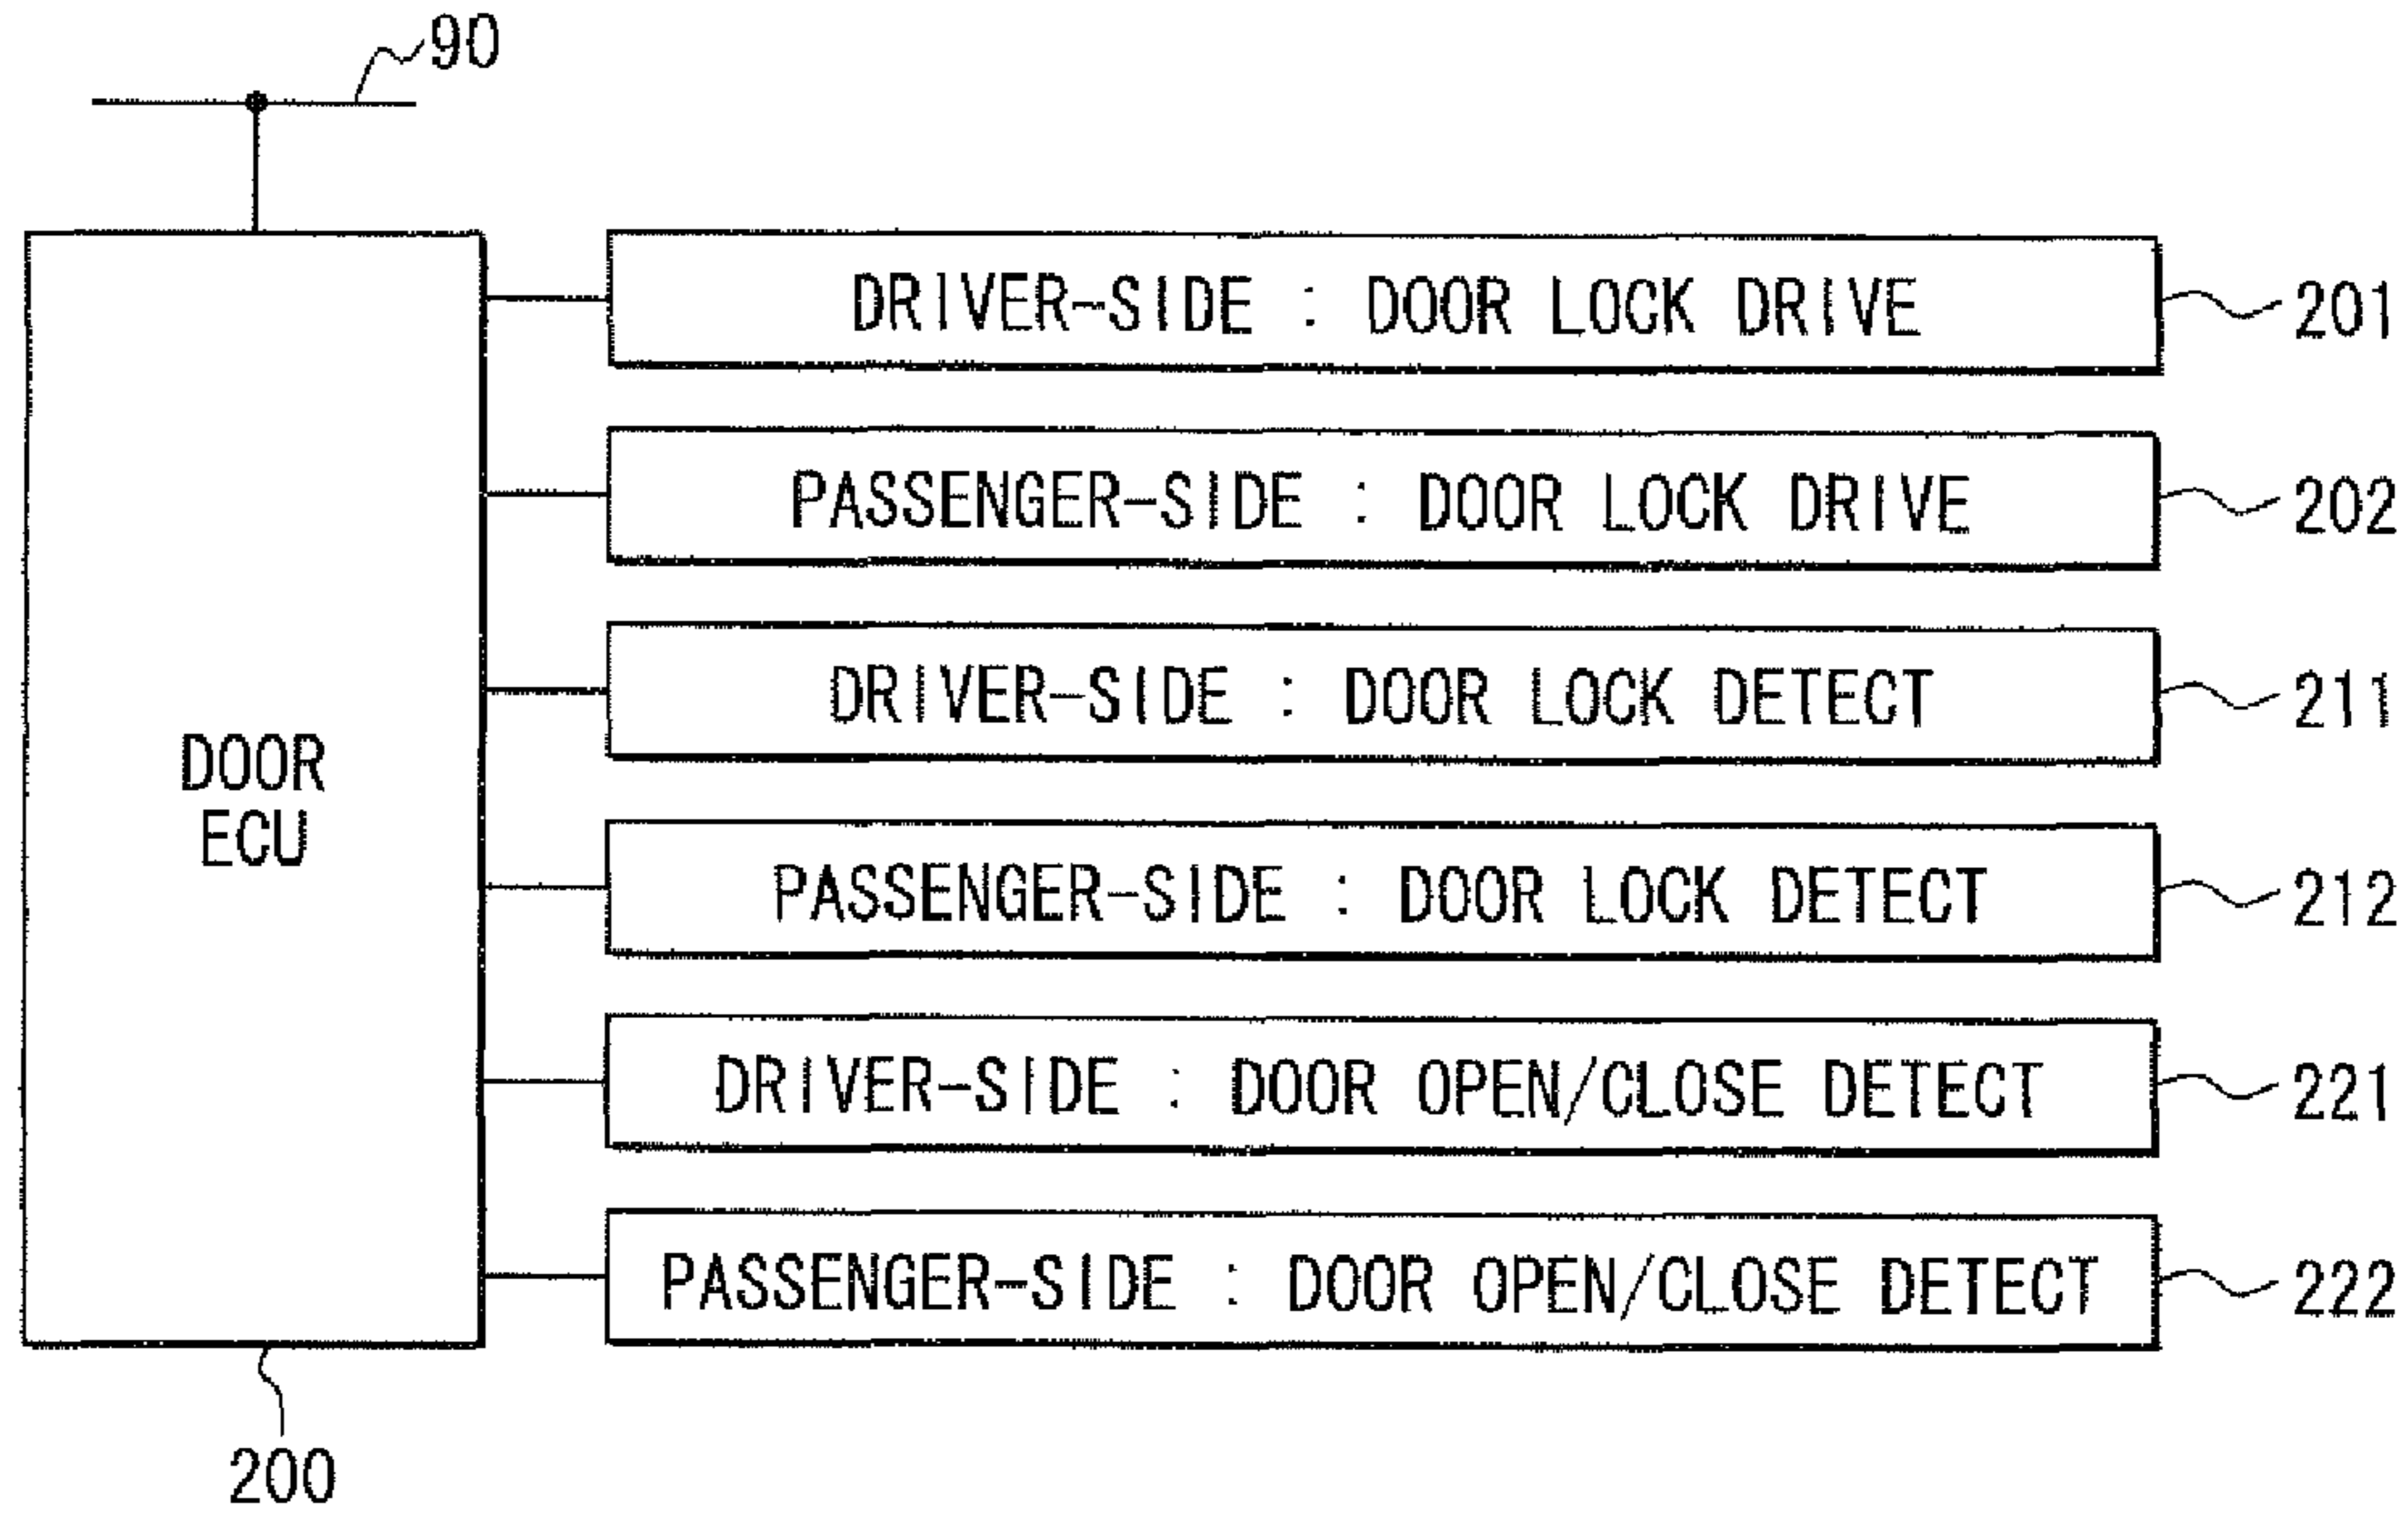 90
DRIVER-SIDE : DOOR LOCK DRIVE
201
PASSENGER-SIDE : DOOR LOCK DRIVE
202
DRIVER-SIDE : DOOR LOCK DETECT
211
DOOR
ECU
PASSENGER-SIDE : DOOR LOCK DETECT
212
DRIVER-SIDE : DOOR OPEN/CLOSE DETECT
221
PASSENGER-SIDE : DOOR OPEN/CLOSE DETECT
222
200